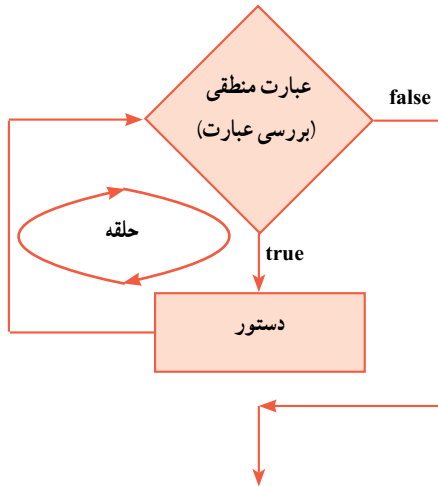 عبارت منطقی
(بررسی عبارت)
false
حلقه
true
دستور